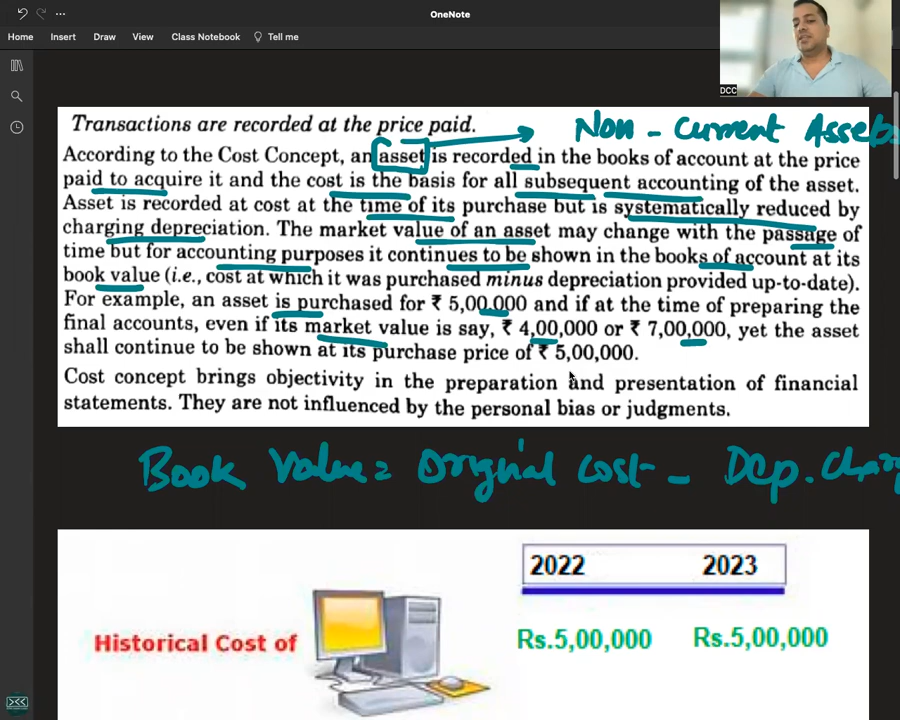 OneNote
Home Insert Draw View Class Notebook Tell me
DCC
Transactions are recorded at the price paid.
Non - Current Assets
According to the Cost Concept, an asset is recorded in the books of account at the price
paid to acquire it and the cost is the basis for all subsequent accounting of the asset.
Asset is recorded at cost at the time of its purchase but is systematically reduced by
charging depreciation. The market value of an asset may change with the passage of
time but for accounting purposes it continues to be shown in the books of account at its
book value (i.e., cost at which it was purchased minus depreciation provided up-to-date).
For example, an asset is purchased for ₹ 5,00,000 and if at the time of preparing the
final accounts, even if its market value is say, ₹ 4,00,000 or ₹ 7,00,000, yet the asset
shall continue to be shown at its purchase price of ₹ 5,00,000.
Cost concept brings objectivity in the preparation and presentation of financial
statements. They are not influenced by the personal bias or judgments.
Book Value = Original Cost - Dep. Char
2022 2023
Historical Cost of Rs.5,00,000 Rs.5,00,000